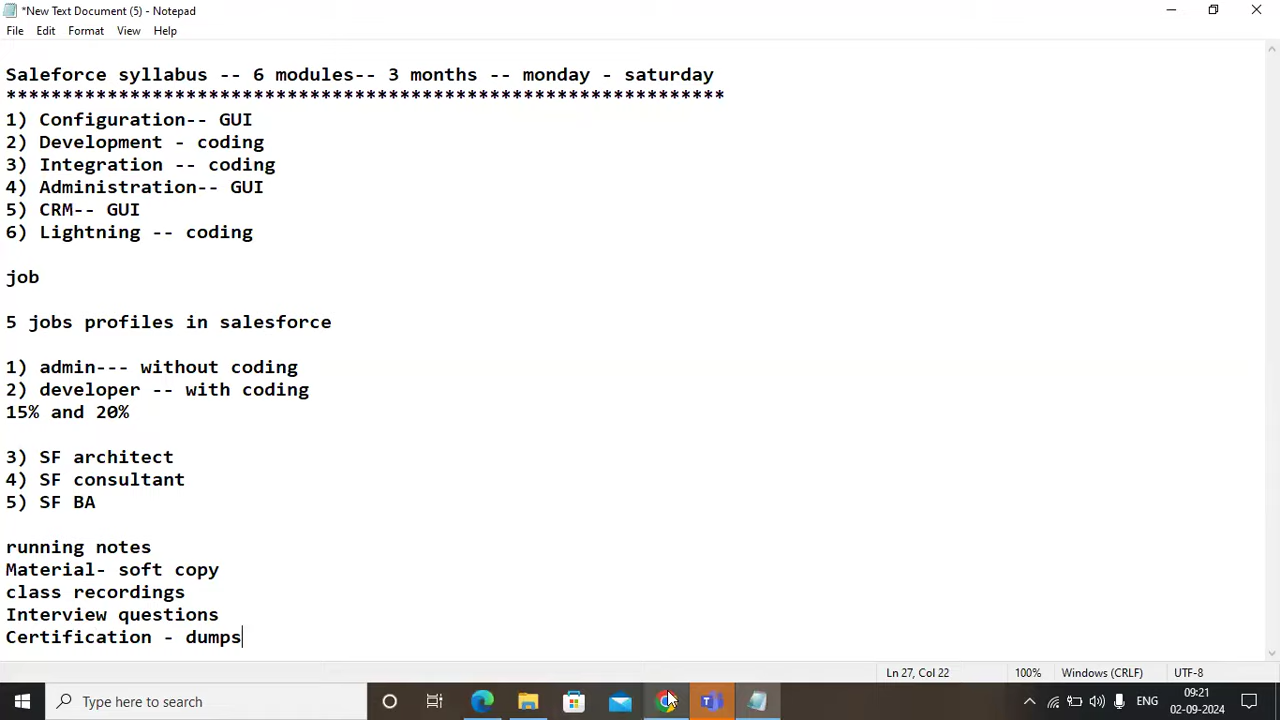 *New Text Document (5) - Notepad
File Edit Format View Help
Saleforce syllabus -- 6 modules-- 3 months -- monday - saturday
****************************************************************
1) Configuration-- GUI
2) Development - coding
3) Integration -- coding
4) Administration-- GUI
5) CRM-- GUI
6) Lightning -- coding
job
5 jobs profiles in salesforce
1) admin--- without coding
2) developer -- with coding
15% and 20%
3) SF architect
4) SF consultant
5) SF BA
running notes
Material- soft copy
class recordings
Interview questions
Certification - dumps
Ln 27, Col 22 100% Windows (CRLF) UTF-8
Type here to search
ENG
09:21
02-09-2024